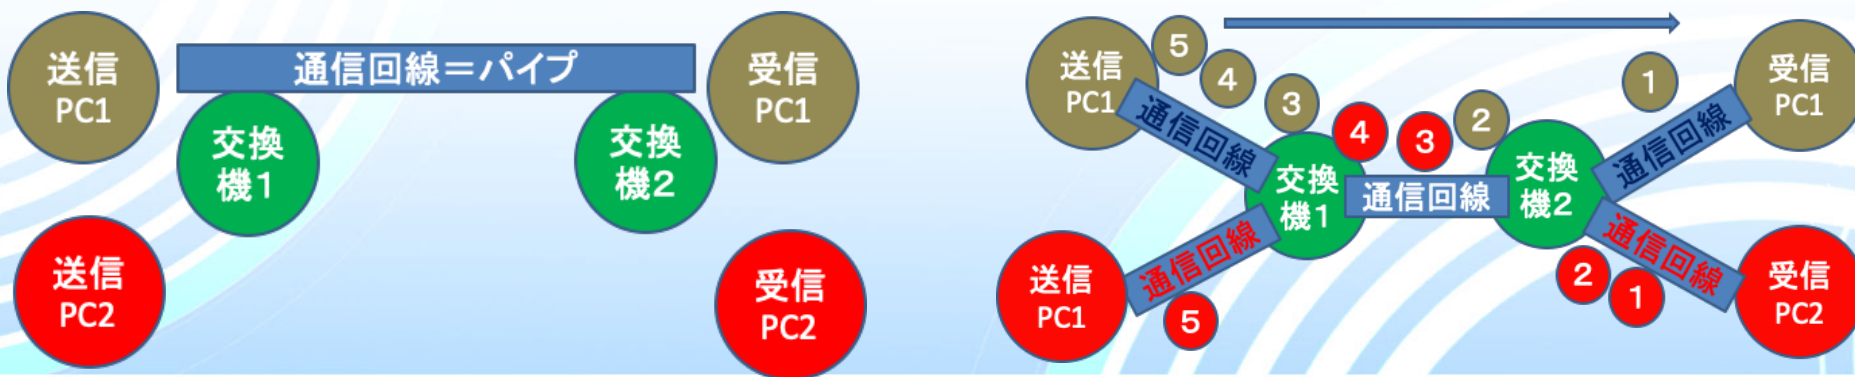 送信
PC1
通信回線＝パイプ
受信
PC1
交換
機1
交換
機2
送信
PC2
受信
PC2
送信
PC1
5
4
3
4
3
2
1
受信
PC1
通信回線
通信回線
交換
機1
通信回線
交換
機2
通信回線
通信回線
送信
PC1
5
2
1
受信
PC2